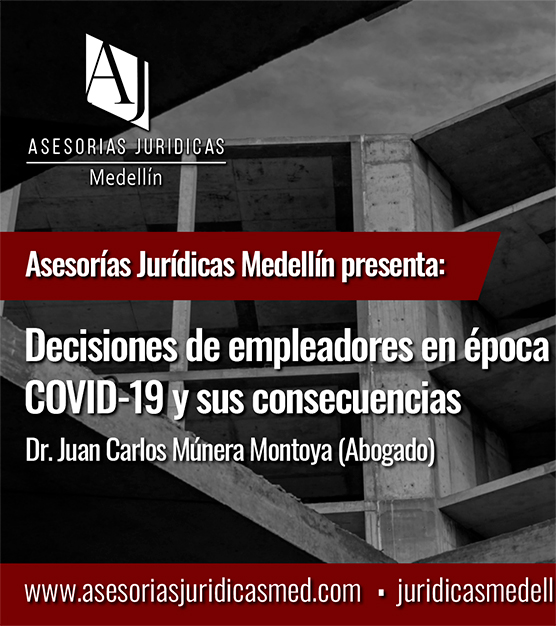 AJ
ASESORIAS JURIDICAS
Medellín
Asesorías Jurídicas Medellín presenta:
Decisiones de empleadores en época
COVID-19 y sus consecuencias
Dr. Juan Carlos Múnera Montoya (Abogado)
www.asesoriasjuridicasmed.com ▪ juridicasmedell